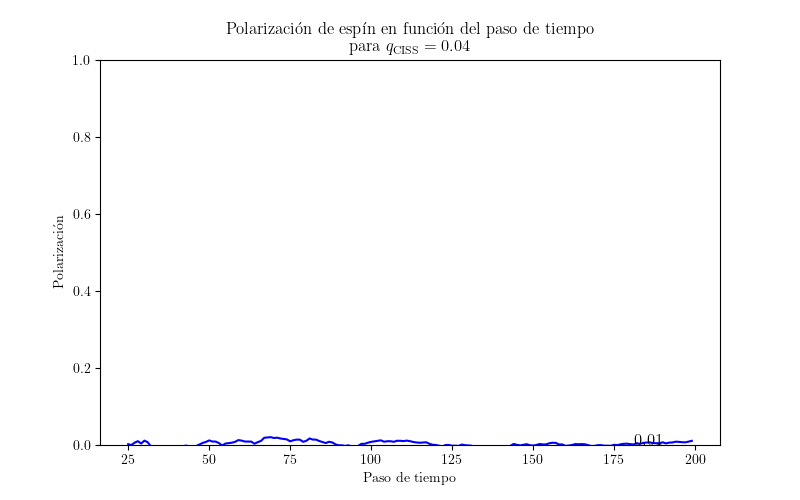 Polarización de espín en función del paso de tiempo
para q_CISS = 0.04
1.0
0.8
0.6
0.4
0.2
0.0
Polarización
0.01
25 50 75 100 125 150 175 200
Paso de tiempo